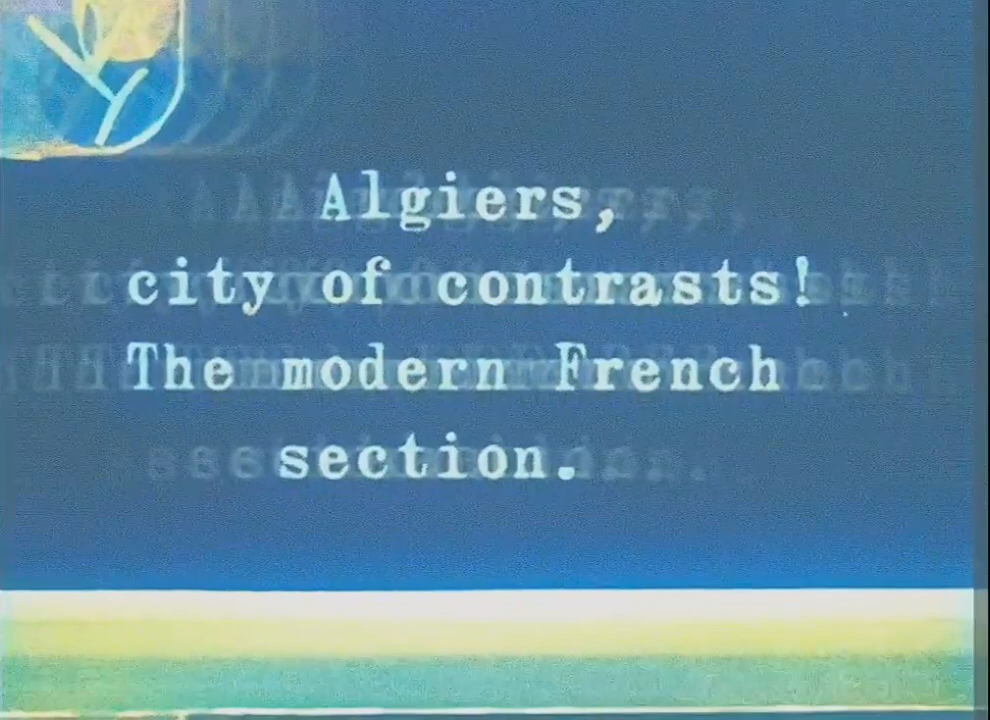 Algiers,
city of contrasts!
The modern French
section.